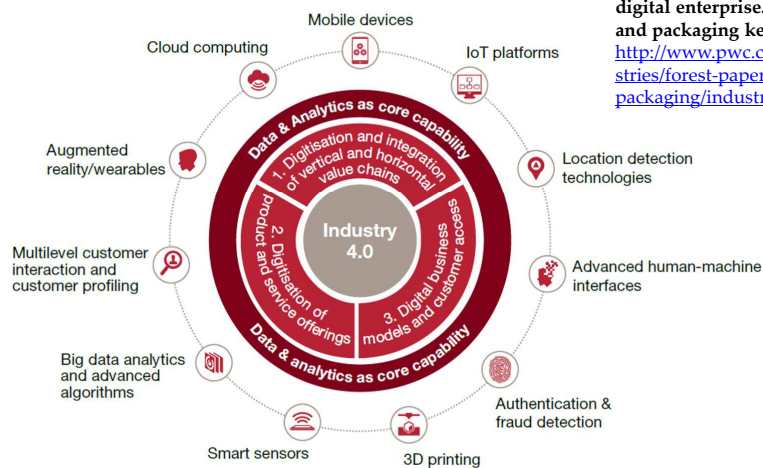 digital enterprise.
and packaging ke
http://www.pwc.c
stries/forest-paper
packaging/industr
Mobile devices
IoT platforms
Location detection
technologies
Advanced human-machine
interfaces
Authentication &
fraud detection
3D printing
Smart sensors
Big data analytics
and advanced
algorithms
Multilevel customer
interaction and
customer profiling
Augmented
reality/wearables
Cloud computing
Data & Analytics as core capability
1. Digitisation and integration
of vertical and horizontal
value chains
2. Digitisation of
product and service offerings
3. Digital business
models and customer access
Industry
4.0
Data & analytics as core capability